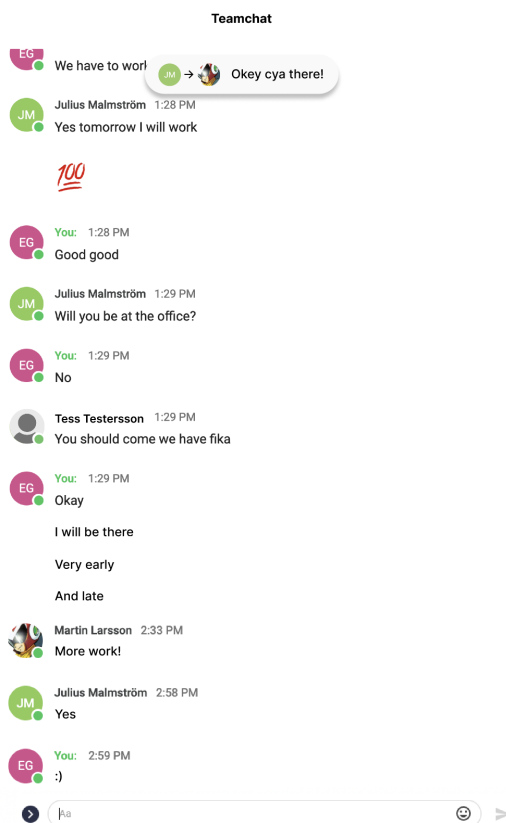 Teamchat
EG
We have to work
JM
Okey cya there!
JM
Julius Malmström 1:28 PM
Yes tomorrow I will work
💯
EG
You: 1:28 PM
Good good
JM
Julius Malmström 1:29 PM
Will you be at the office?
EG
You: 1:29 PM
No
Tess Testersson 1:29 PM
You should come we have fika
EG
You: 1:29 PM
Okay
I will be there
Very early
And late
Martin Larsson 2:33 PM
More work!
JM
Julius Malmström 2:58 PM
Yes
EG
You: 2:59 PM
:)
Aa